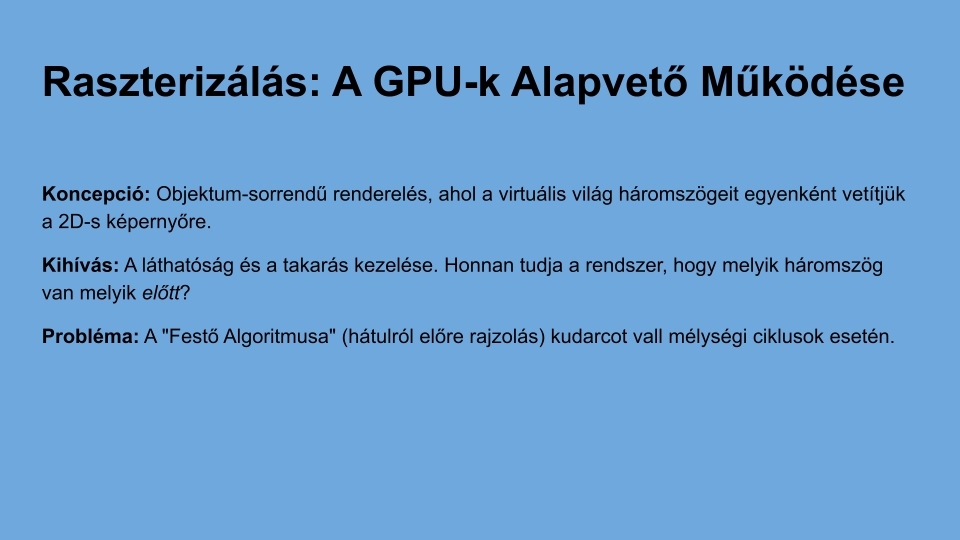 Raszterizálás: A GPU-k Alapvető Működése
Koncepció: Objektum-sorrendű renderelés, ahol a virtuális világ háromszögeit egyenként vetítjük
a 2D-s képernyőre.
Kihívás: A láthatóság és a takarás kezelése. Honnan tudja a rendszer, hogy melyik háromszög
van melyik előtt?
Probléma: A "Festő Algoritmusa" (hátulról előre rajzolás) kudarcot vall mélységi ciklusok esetén.